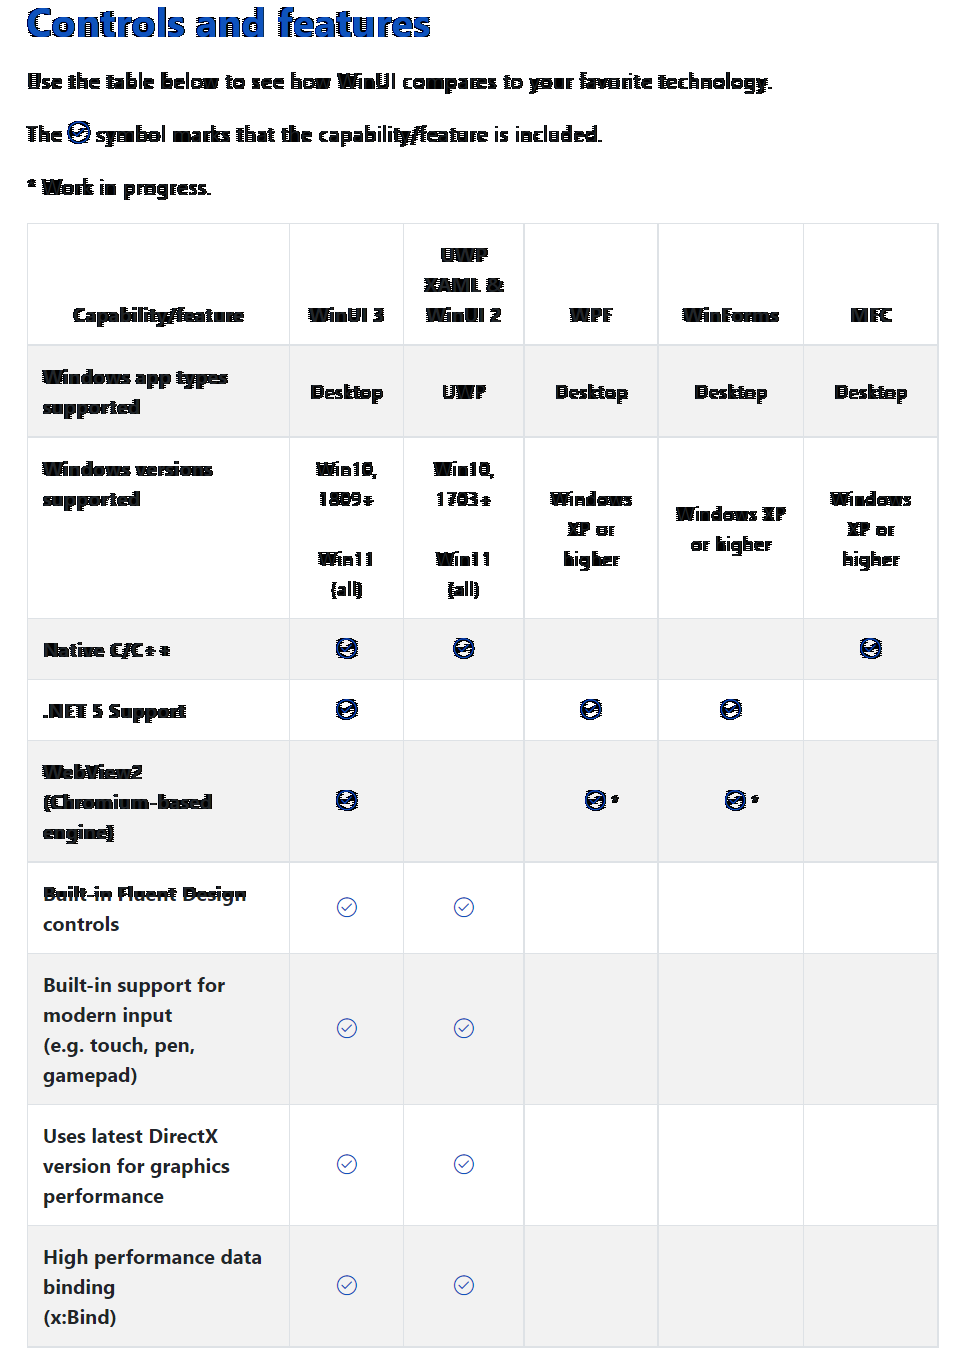 Controls and features
Use the table below to see how WinUI compares to your favorite technology.
The symbol marks that the capability/feature is included.
* Work in progress.
UWP
XAML &
Capability/feature WinUI 3 WinUI 2 WPF WinForms MFC
Windows app types
supported
Desktop UWP Desktop Desktop Desktop
Windows versions
supported
Win10,
1809+
Win11
(all)
Win10,
1703+
Win11
(all)
Windows
XP or
higher
Windows XP
or higher
Windows
XP or
higher
Native C/C++
.NET 5 Support
WebView2
(Chromium-based
engine)
* *
Built-in Fluent Design
controls
Built-in support for
modern input
(e.g. touch, pen,
gamepad)
Uses latest DirectX
version for graphics
performance
High performance data
binding
(x:Bind)